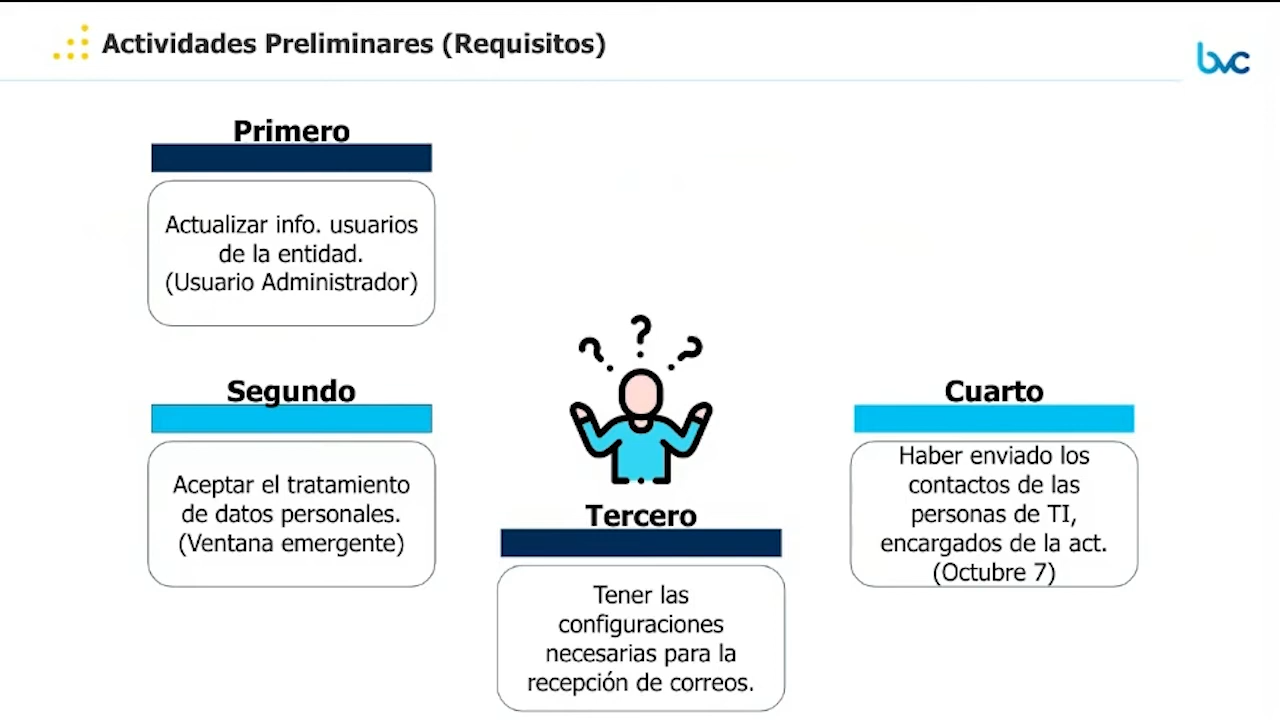 Actividades Preliminares (Requisitos)
bvc
Primero
Actualizar info. usuarios
de la entidad.
(Usuario Administrador)
Segundo
Aceptar el tratamiento
de datos personales.
(Ventana emergente)
? ? ?
Tercero
Tener las
configuraciones
necesarias para la
recepción de correos.
Cuarto
Haber enviado los
contactos de las
personas de TI,
encargados de la act.
(Octubre 7)